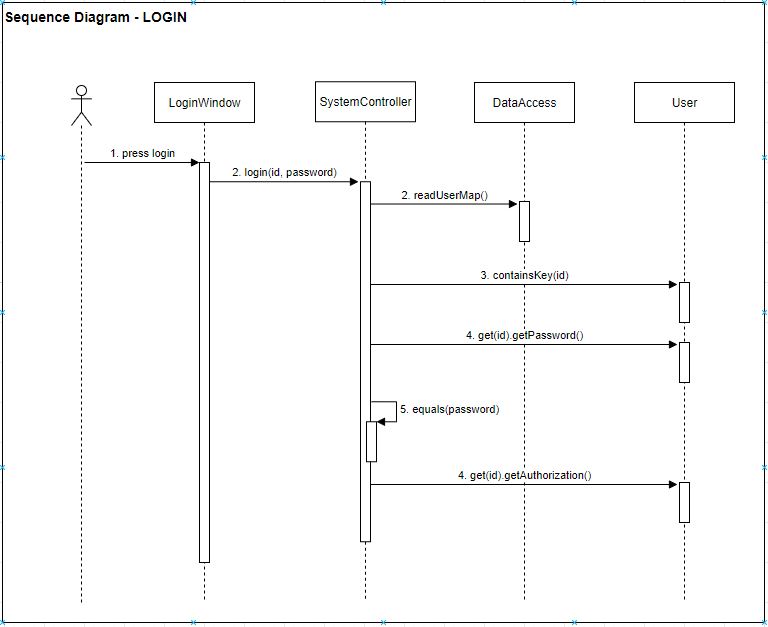 Sequence Diagram - LOGIN
LoginWindow
SystemController
DataAccess
User
1. press login
2. login(id, password)
2. readUserMap()
3. containsKey(id)
4. get(id).getPassword()
5. equals(password)
4. get(id).getAuthorization()